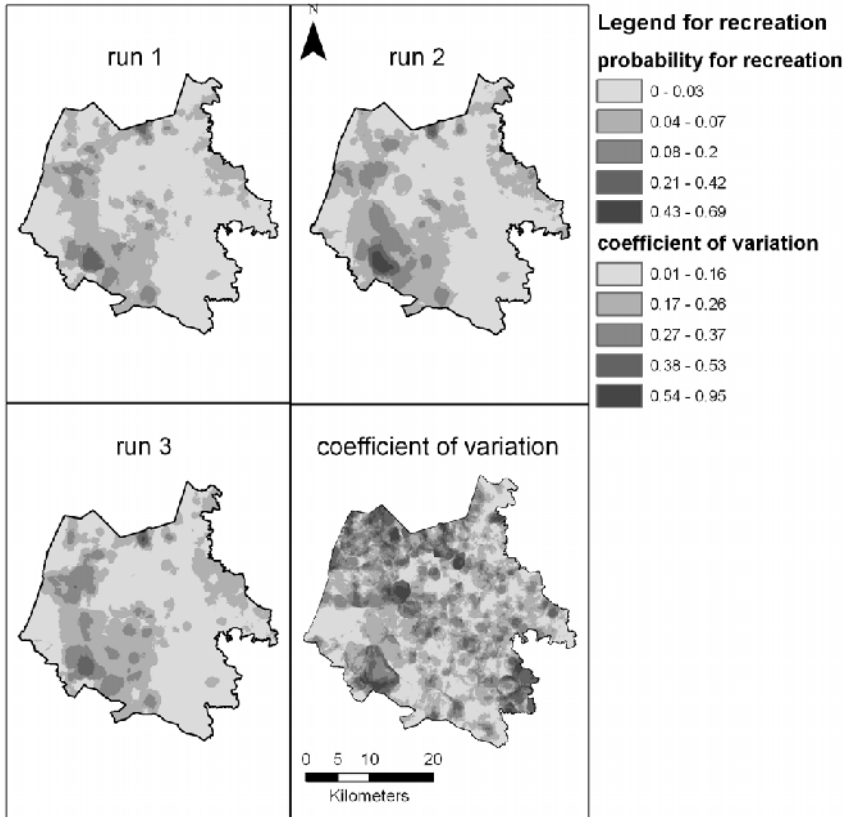 N
run 1
run 2
Legend for recreation
probability for recreation
0 - 0.03
0.04 - 0.07
0.08 - 0.2
0.21 - 0.42
0.43 - 0.69
coefficient of variation
0.01 - 0.16
0.17 - 0.26
0.27 - 0.37
0.38 - 0.53
0.54 - 0.95
run 3
coefficient of variation
0 5 10 20
Kilometers